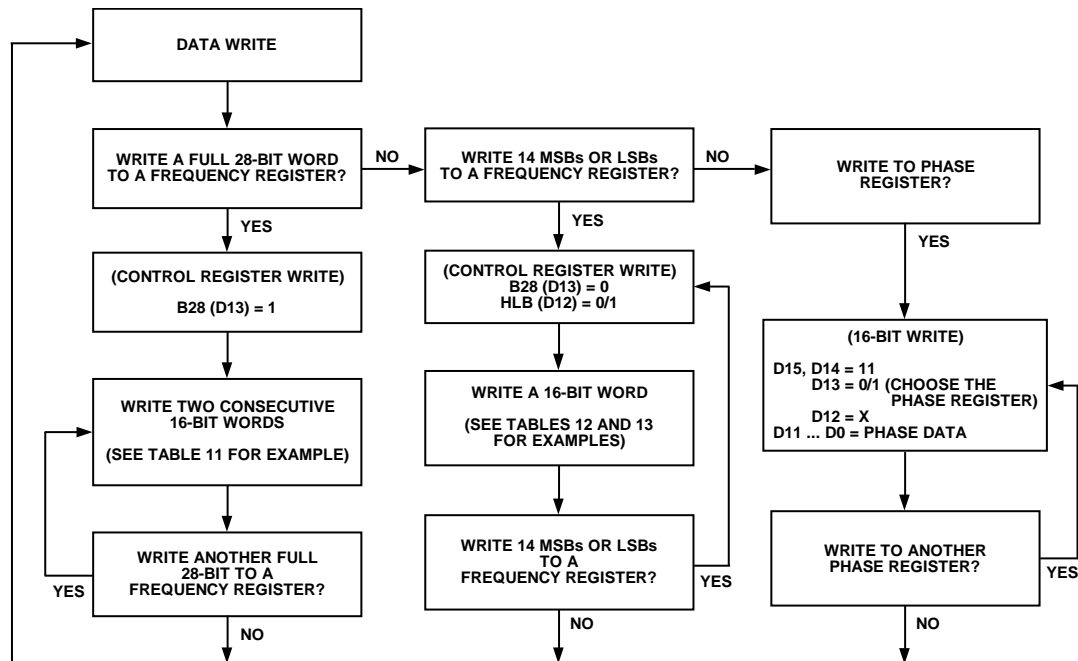 DATA WRITE
WRITE A FULL 28-BIT WORD
TO A FREQUENCY REGISTER?
NO
WRITE 14 MSBs OR LSBs
TO A FREQUENCY REGISTER?
NO
WRITE TO PHASE
REGISTER?
YES
YES
YES
(CONTROL REGISTER WRITE)
B28 (D13) = 1
(CONTROL REGISTER WRITE)
B28 (D13) = 0
HLB (D12) = 0/1
(16-BIT WRITE)
D15, D14 = 11
D13 = 0/1 (CHOOSE THE
PHASE REGISTER)
D12 = X
D11 ... D0 = PHASE DATA
WRITE TWO CONSECUTIVE
16-BIT WORDS
(SEE TABLE 11 FOR EXAMPLE)
WRITE A 16-BIT WORD
(SEE TABLES 12 AND 13
FOR EXAMPLES)
WRITE ANOTHER FULL
28-BIT TO A
FREQUENCY REGISTER?
YES
NO
WRITE 14 MSBs OR LSBs
TO A
FREQUENCY REGISTER?
YES
NO
WRITE TO ANOTHER
PHASE REGISTER?
YES
NO